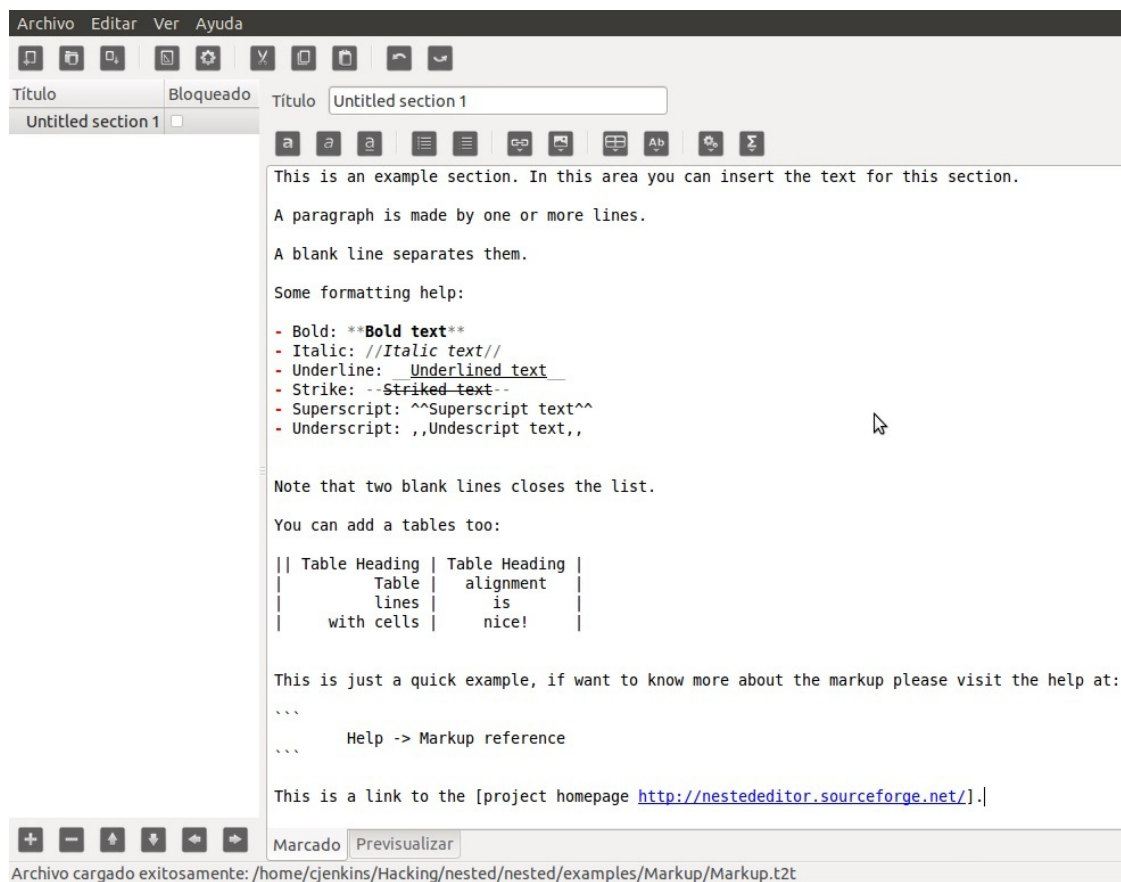 Archivo Editar Ver Ayuda
Título Bloqueado
Untitled section 1
Título Untitled section 1
a a a Ab Σ
This is an example section. In this area you can insert the text for this section.
A paragraph is made by one or more lines.
A blank line separates them.
Some formatting help:
- Bold: **Bold text**
- Italic: //Italic text//
- Underline: __Underlined text__
- Strike: --Striked text--
- Superscript: ^^Superscript text^^
- Underscript: ,,Undescript text,,
Note that two blank lines closes the list.
You can add a tables too:
|| Table Heading | Table Heading |
|          Table |   alignment   |
|          lines |      is       |
|     with cells |     nice!     |
This is just a quick example, if want to know more about the markup please visit the help at:
```
        Help -> Markup reference
```
This is a link to the [project homepage http://nestededitor.sourceforge.net/].
Marcado Previsualizar
Archivo cargado exitosamente: /home/cjenkins/Hacking/nested/nested/examples/Markup/Markup.t2t